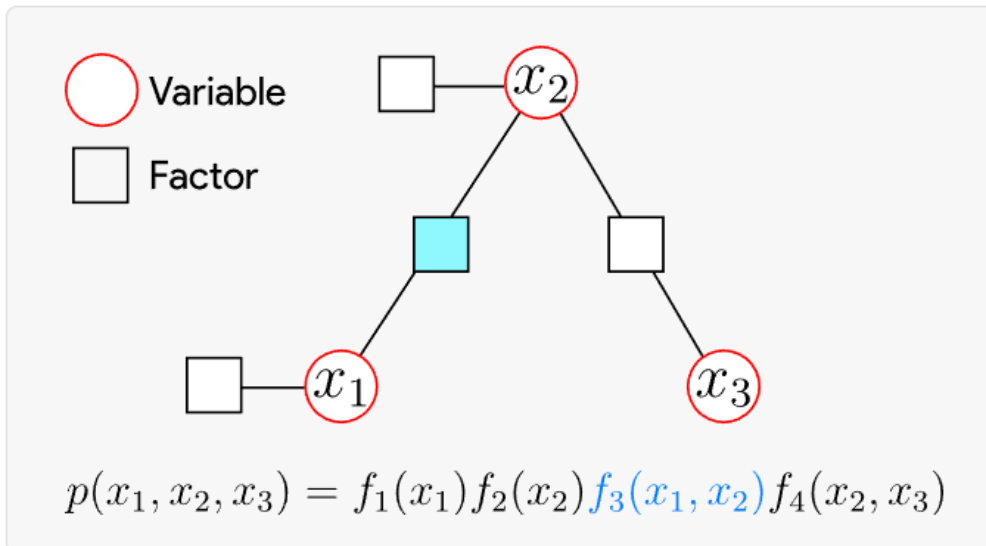 Variable
Factor
x₂
x₁
x₃
p(x₁, x₂, x₃) = f₁(x₁)f₂(x₂)f₃(x₁, x₂)f₄(x₂, x₃)